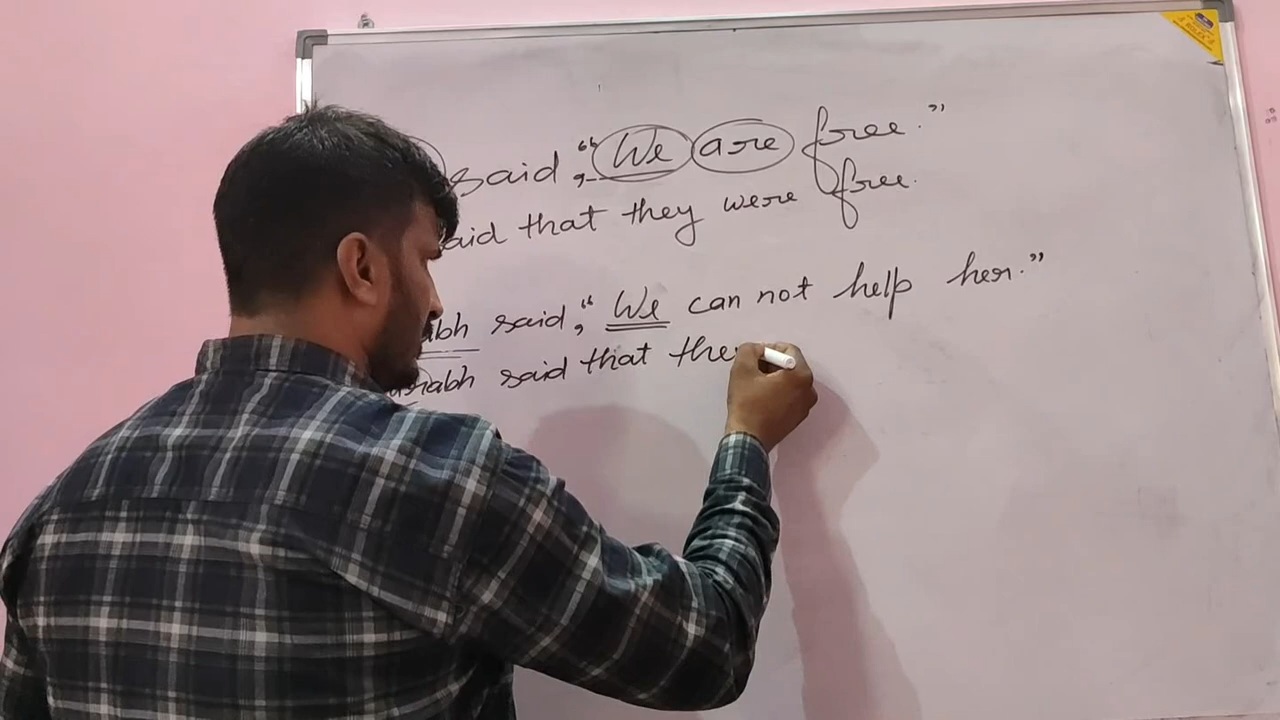 said, "We are free."
said that they were free.
said, "We can not help her."
said that the